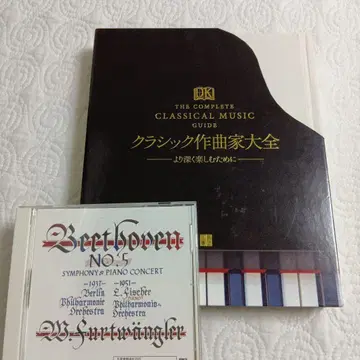 DK
THE COMPLETE
CLASSICAL MUSIC
GUIDE
クラシック作曲家大全
より深く楽しむために
Beethoven
NO.5
SYMPHONY & PIANO CONCERT
1937 1951
Berlin E. Fischer
Philharmonie Philharmonia
Orchestra Orchestra
W. Furtwängler